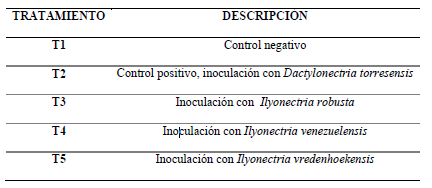 TRATAMIENTO DESCRIPCIÓN
T1 Control negativo
T2 Control positivo, inoculación con Dactylonectria torresensis
T3 Inoculación con Ilyonectria robusta
T4 Inoculación con Ilyonectria venezuelensis
T5 Inoculación con Ilyonectria vredenhoekensis